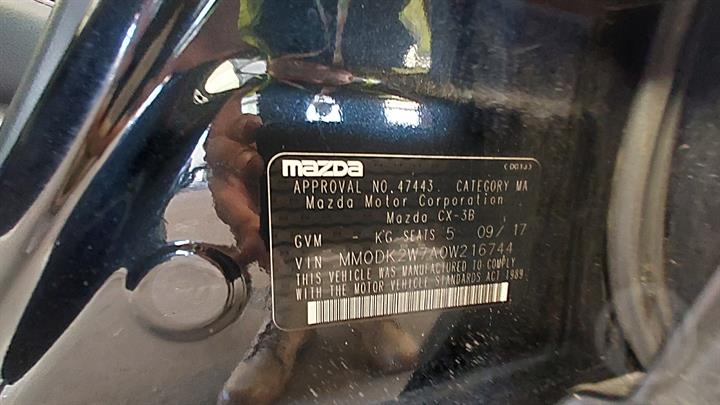 mazda (DG1J)
APPROVAL NO.47443. CATEGORY MA
Mazda Motor Corporation
Mazda CX-3B
GVM - KG SEATS 5 09/17
VIN MM0DK2W7A0W216744
THIS VEHICLE WAS MANUFACTURED TO COMPLY
WITH THE MOTOR VEHICLE STANDARDS ACT 1989.